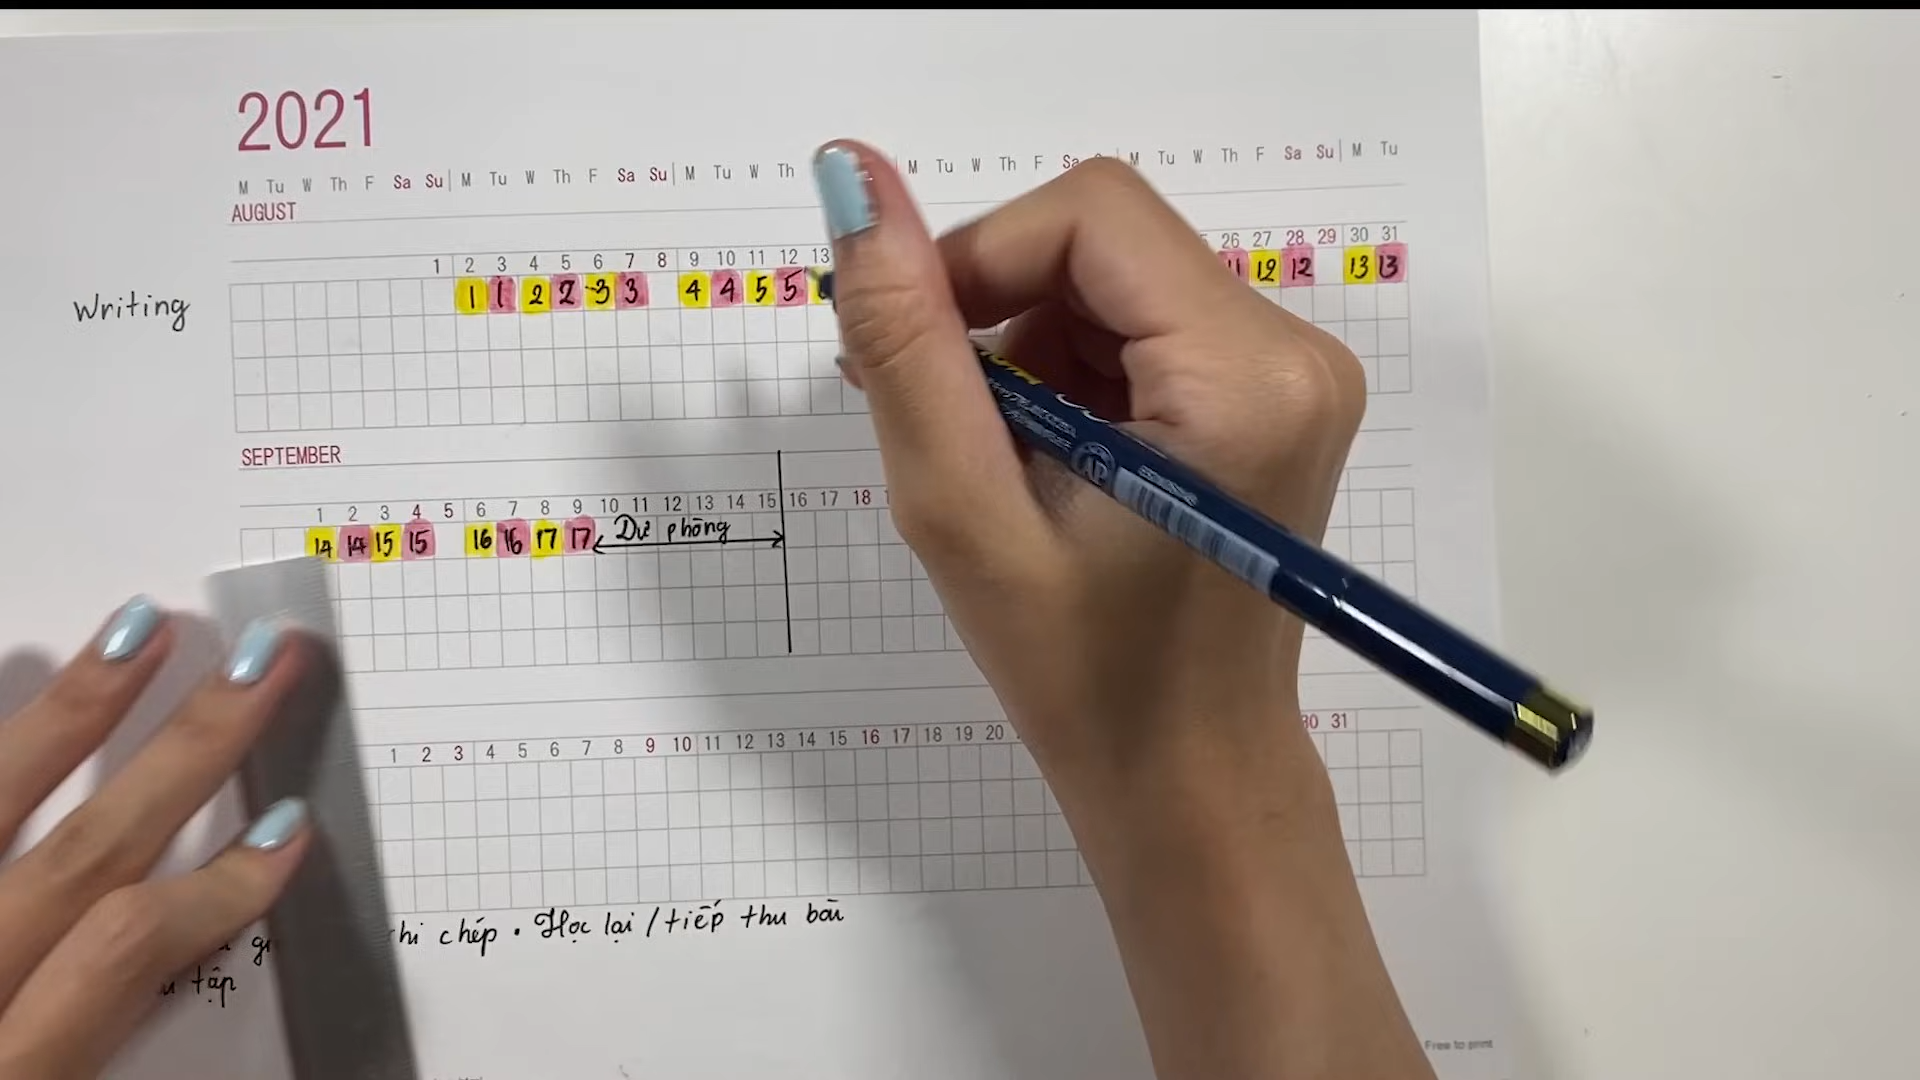 2021
M Tu W Th F Sa Su M Tu W Th F Sa Su M Tu W Th M Tu W Th F Sa M Tu W Th F Sa Su M Tu
AUGUST
1 2 3 4 5 6 7 8 9 10 11 12 13 26 27 28 29 30 31
Writing 1 1 2 2 3 3 4 4 5 5 12 12 13 13
SEPTEMBER
1 2 3 4 5 6 7 8 9 10 11 12 13 14 15 16 17 18
14 14 15 15 16 16 17 17 Dự phòng
1 2 3 4 5 6 7 8 9 10 11 12 13 14 15 16 17 18 19 20 31
chép . Học lại / tiếp thu bài
tập
Free to print